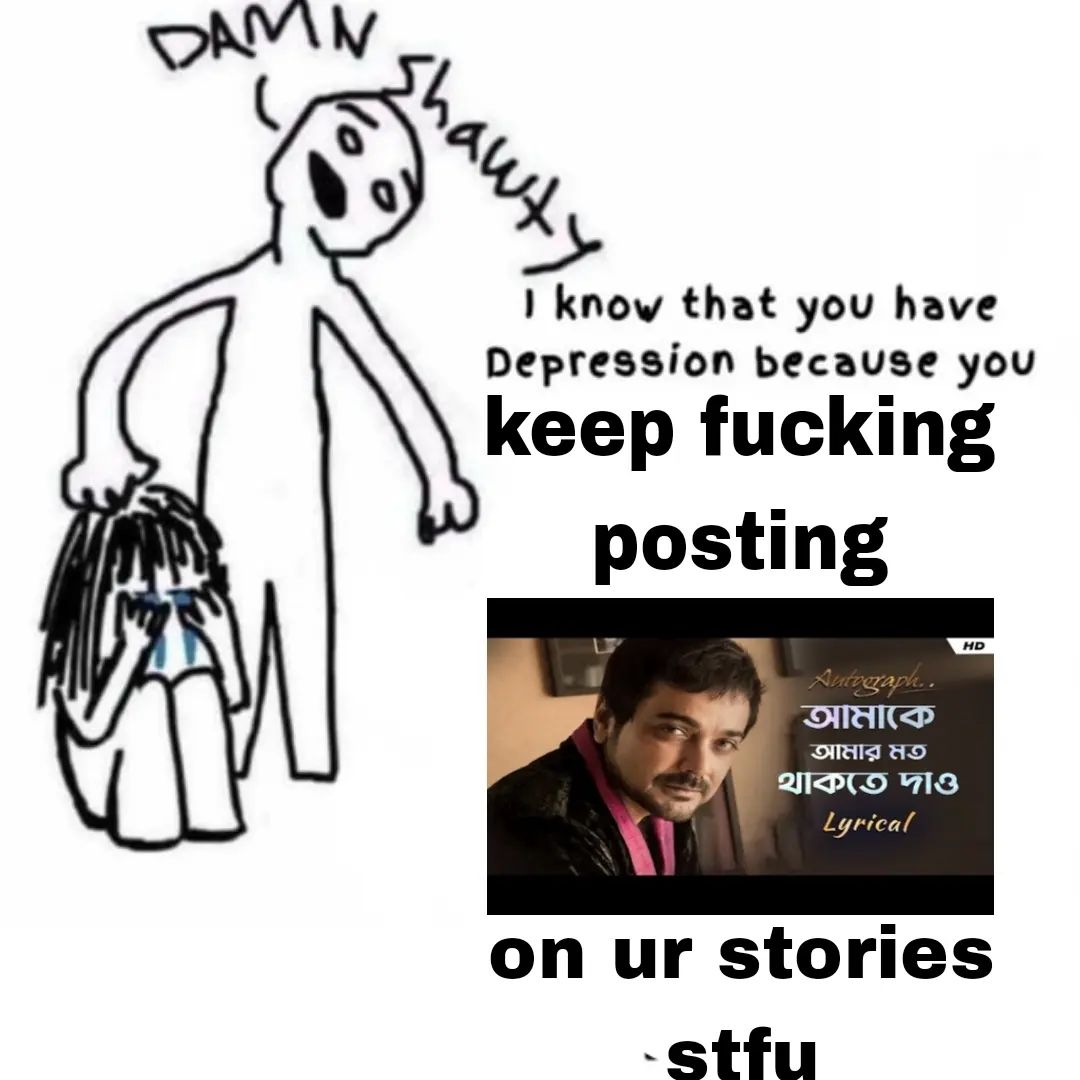 DAMN
Shawty
I know that you have
Depression because you
keep fucking
posting
HD
Autograph..
আমাকে
আমার মত
থাকতে দাও
Lyrical
on ur stories
stfu